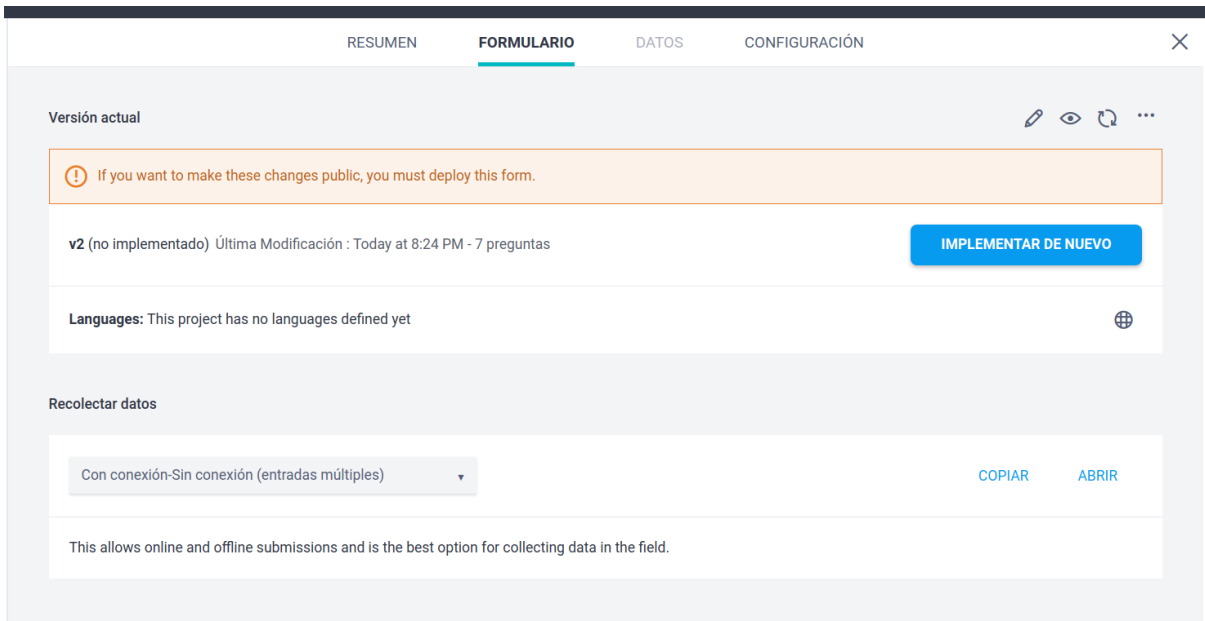 RESUMEN FORMULARIO DATOS CONFIGURACIÓN
Versión actual
If you want to make these changes public, you must deploy this form.
v2 (no implementado) Última Modificación : Today at 8:24 PM - 7 preguntas IMPLEMENTAR DE NUEVO
Languages: This project has no languages defined yet
Recolectar datos
Con conexión-Sin conexión (entradas múltiples) COPIAR ABRIR
This allows online and offline submissions and is the best option for collecting data in the field.